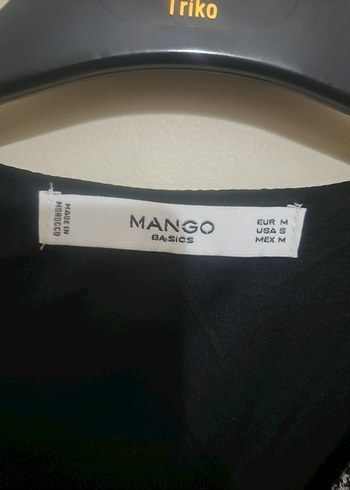 Triko
MADE IN
MOROCCO
MANGO
BASICS
EUR M
USA S
MEX M